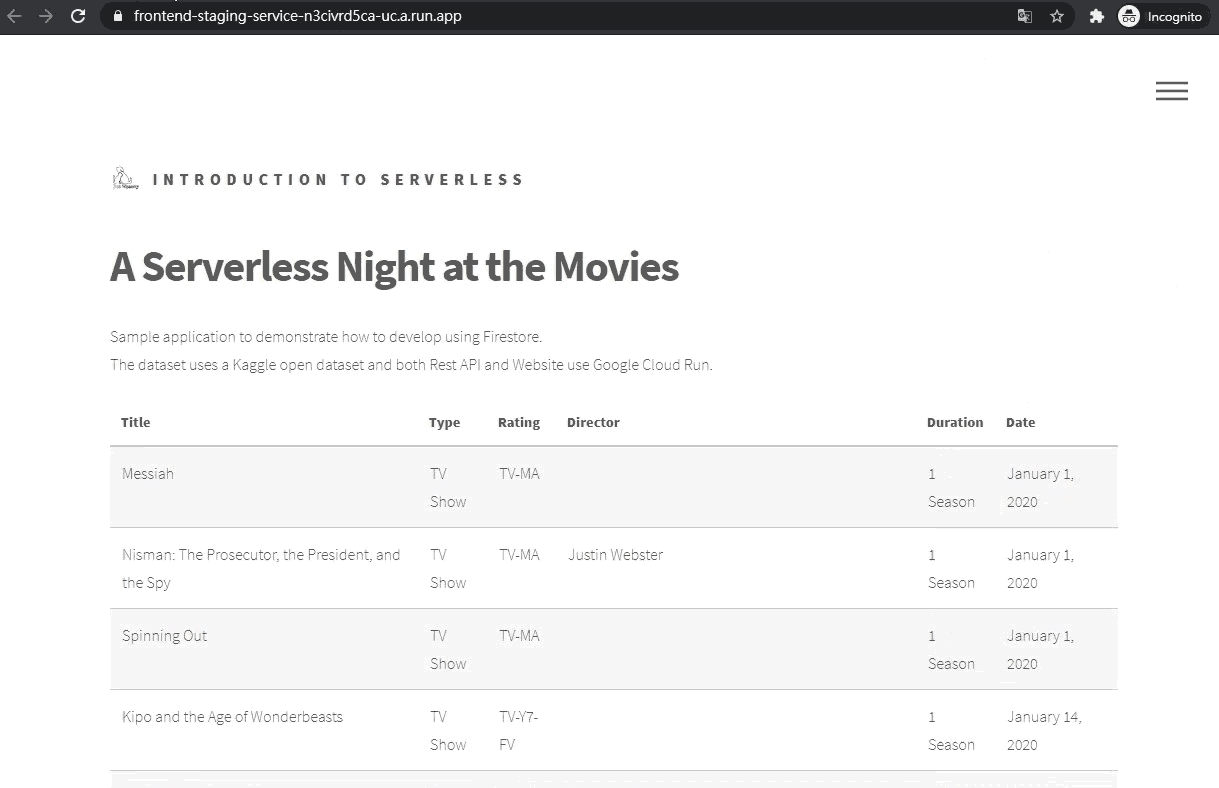 frontend-staging-service-n3civrd5ca-uc.a.run.app
Incognito
INTRODUCTION TO SERVERLESS
A Serverless Night at the Movies
Sample application to demonstrate how to develop using Firestore.
The dataset uses a Kaggle open dataset and both Rest API and Website use Google Cloud Run.
Title Type Rating Director Duration Date
Messiah TV TV-MA 1 January 1,
Show Season 2020
Nisman: The Prosecutor, the President, and TV TV-MA Justin Webster 1 January 1,
the Spy Show Season 2020
Spinning Out TV TV-MA 1 January 1,
Show Season 2020
Kipo and the Age of Wonderbeasts TV TV-Y7- 1 January 14,
Show FV Season 2020